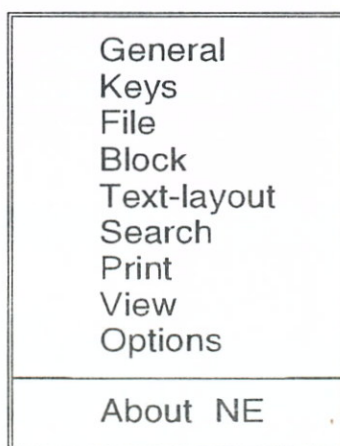 General
Keys
File
Block
Text-layout
Search
Print
View
Options
About NE